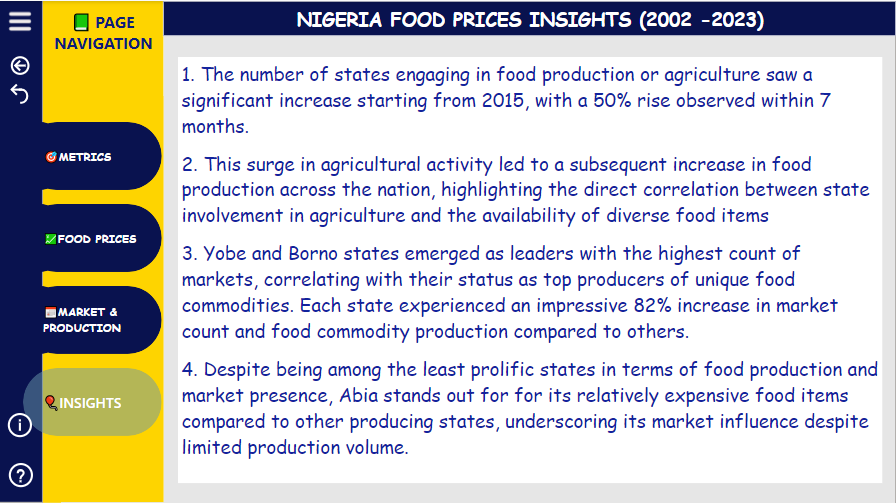 PAGE
NAVIGATION
METRICS
FOOD PRICES
MARKET &
PRODUCTION
INSIGHTS
NIGERIA FOOD PRICES INSIGHTS (2002 -2023)
1. The number of states engaging in food production or agriculture saw a
significant increase starting from 2015, with a 50% rise observed within 7
months.
2. This surge in agricultural activity led to a subsequent increase in food
production across the nation, highlighting the direct correlation between state
involvement in agriculture and the availability of diverse food items
3. Yobe and Borno states emerged as leaders with the highest count of
markets, correlating with their status as top producers of unique food
commodities. Each state experienced an impressive 82% increase in market
count and food commodity production compared to others.
4. Despite being among the least prolific states in terms of food production and
market presence, Abia stands out for for its relatively expensive food items
compared to other producing states, underscoring its market influence despite
limited production volume.